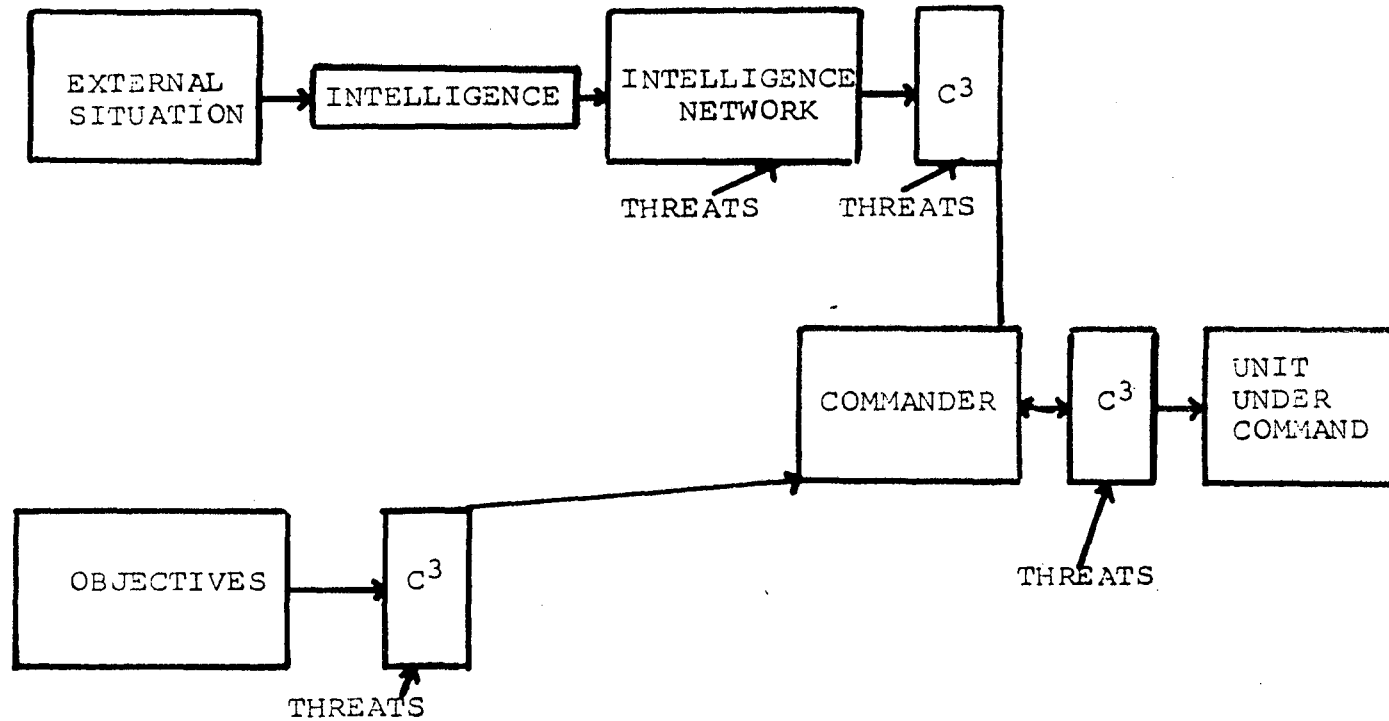 EXTERNAL
SITUATION
INTELLIGENCE
INTELLIGENCE
NETWORK
C³
THREATS
THREATS
COMMANDER
C³
UNIT
UNDER
COMMAND
THREATS
OBJECTIVES
C³
THREATS